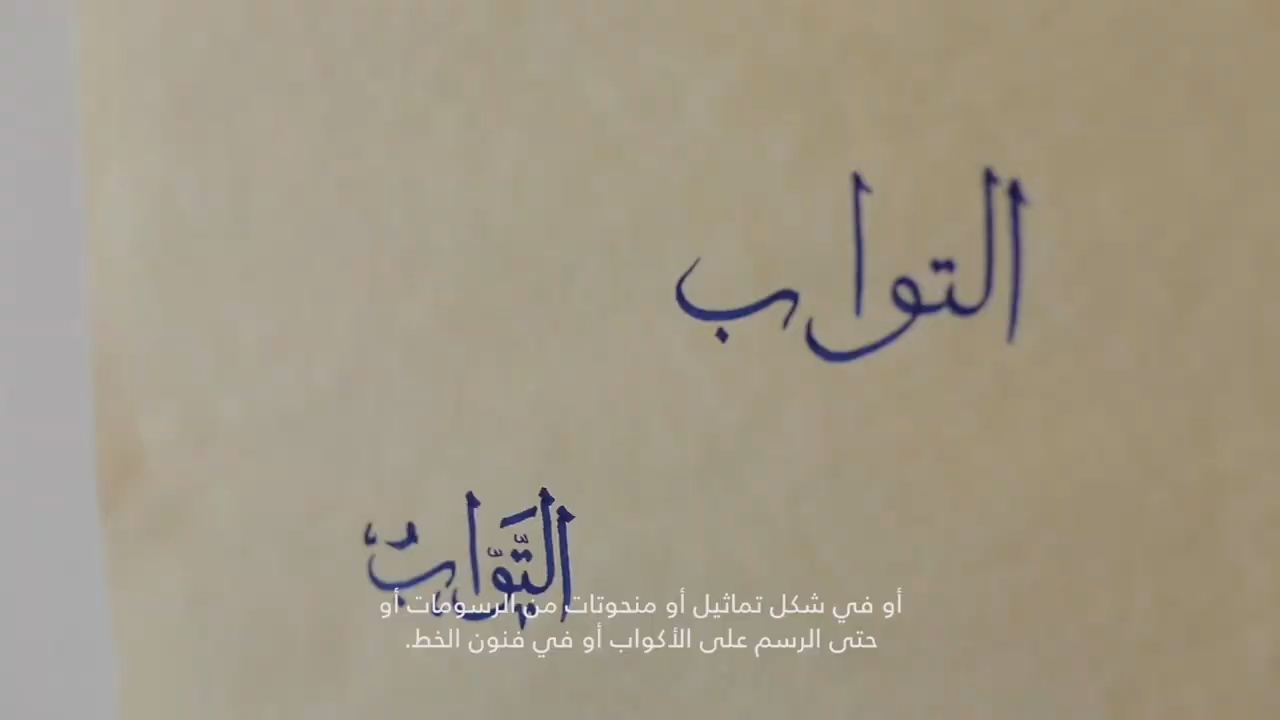 التواب
التَّوَّابُ
أو في شكل تماثيل أو منحوتات من الرسومات أو
حتى الرسم على الأكواب أو في فنون الخط.